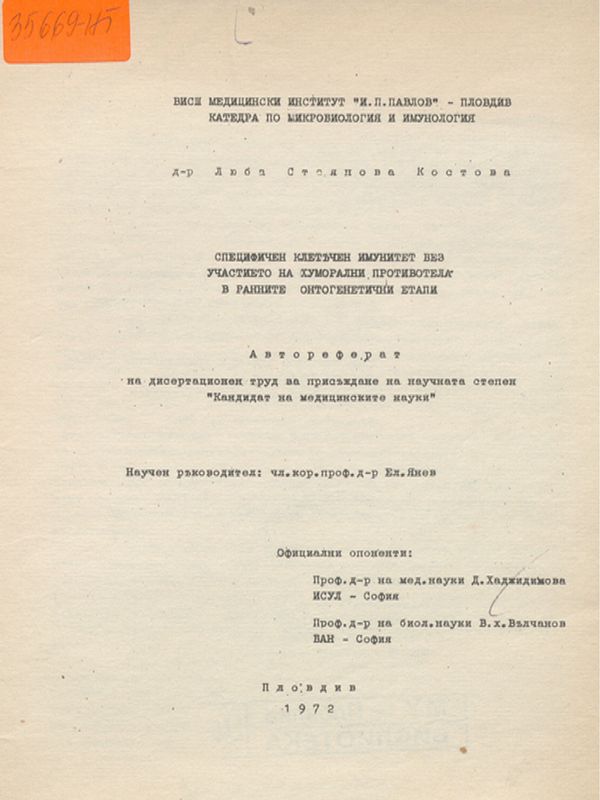 35669-НТ
ВИСШ МЕДИЦИНСКИ ИНСТИТУТ "И.П.ПАВЛОВ" - ПЛОВДИВ
КАТЕДРА ПО МИКРОБИОЛОГИЯ И ИМУНОЛОГИЯ
д-р Люба Стоянова Костова
СПЕЦИФИЧЕН КЛЕТЪЧЕН ИМУНИТЕТ БЕЗ
УЧАСТИЕТО НА ХУМОРАЛНИ ПРОТИВОТЕЛА
В РАННИТЕ ОНТОГЕНЕТИЧНИ ЕТАПИ
Автореферат
на дисертационен труд за присъждане на научната степен
"Кандидат на медицинските науки"
Научен ръководител: чл.кор.проф.д-р Ел.Янев
Официални опоненти:
Проф.д-р на мед.науки Д.Хаджидимова
ИСУЛ - София
Проф.д-р на биол.науки В.х.Вълчанов
БАН - София
Пловдив
1972